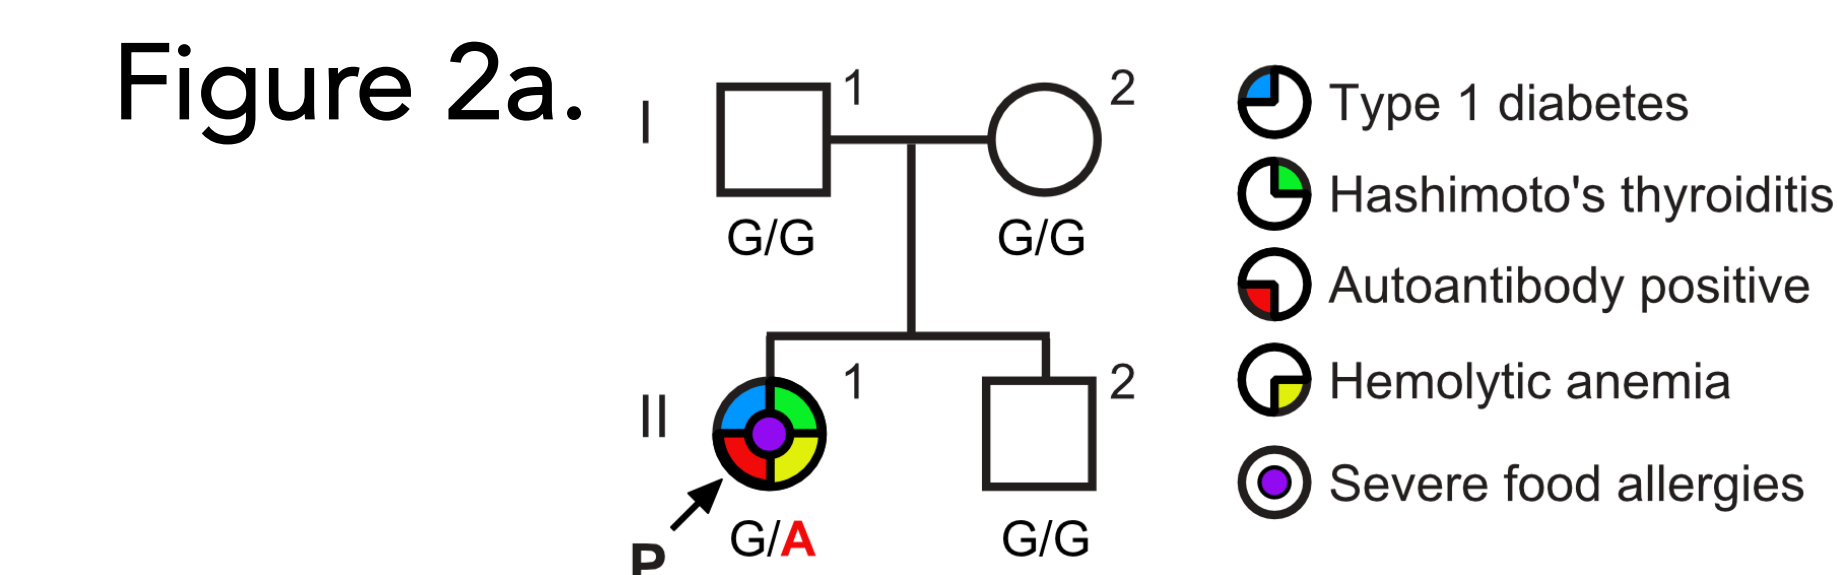 Figure 2a.
I
1
2
G/G
G/G
II
1
2
P
G/A
G/G
Type 1 diabetes
Hashimoto's thyroiditis
Autoantibody positive
Hemolytic anemia
Severe food allergies